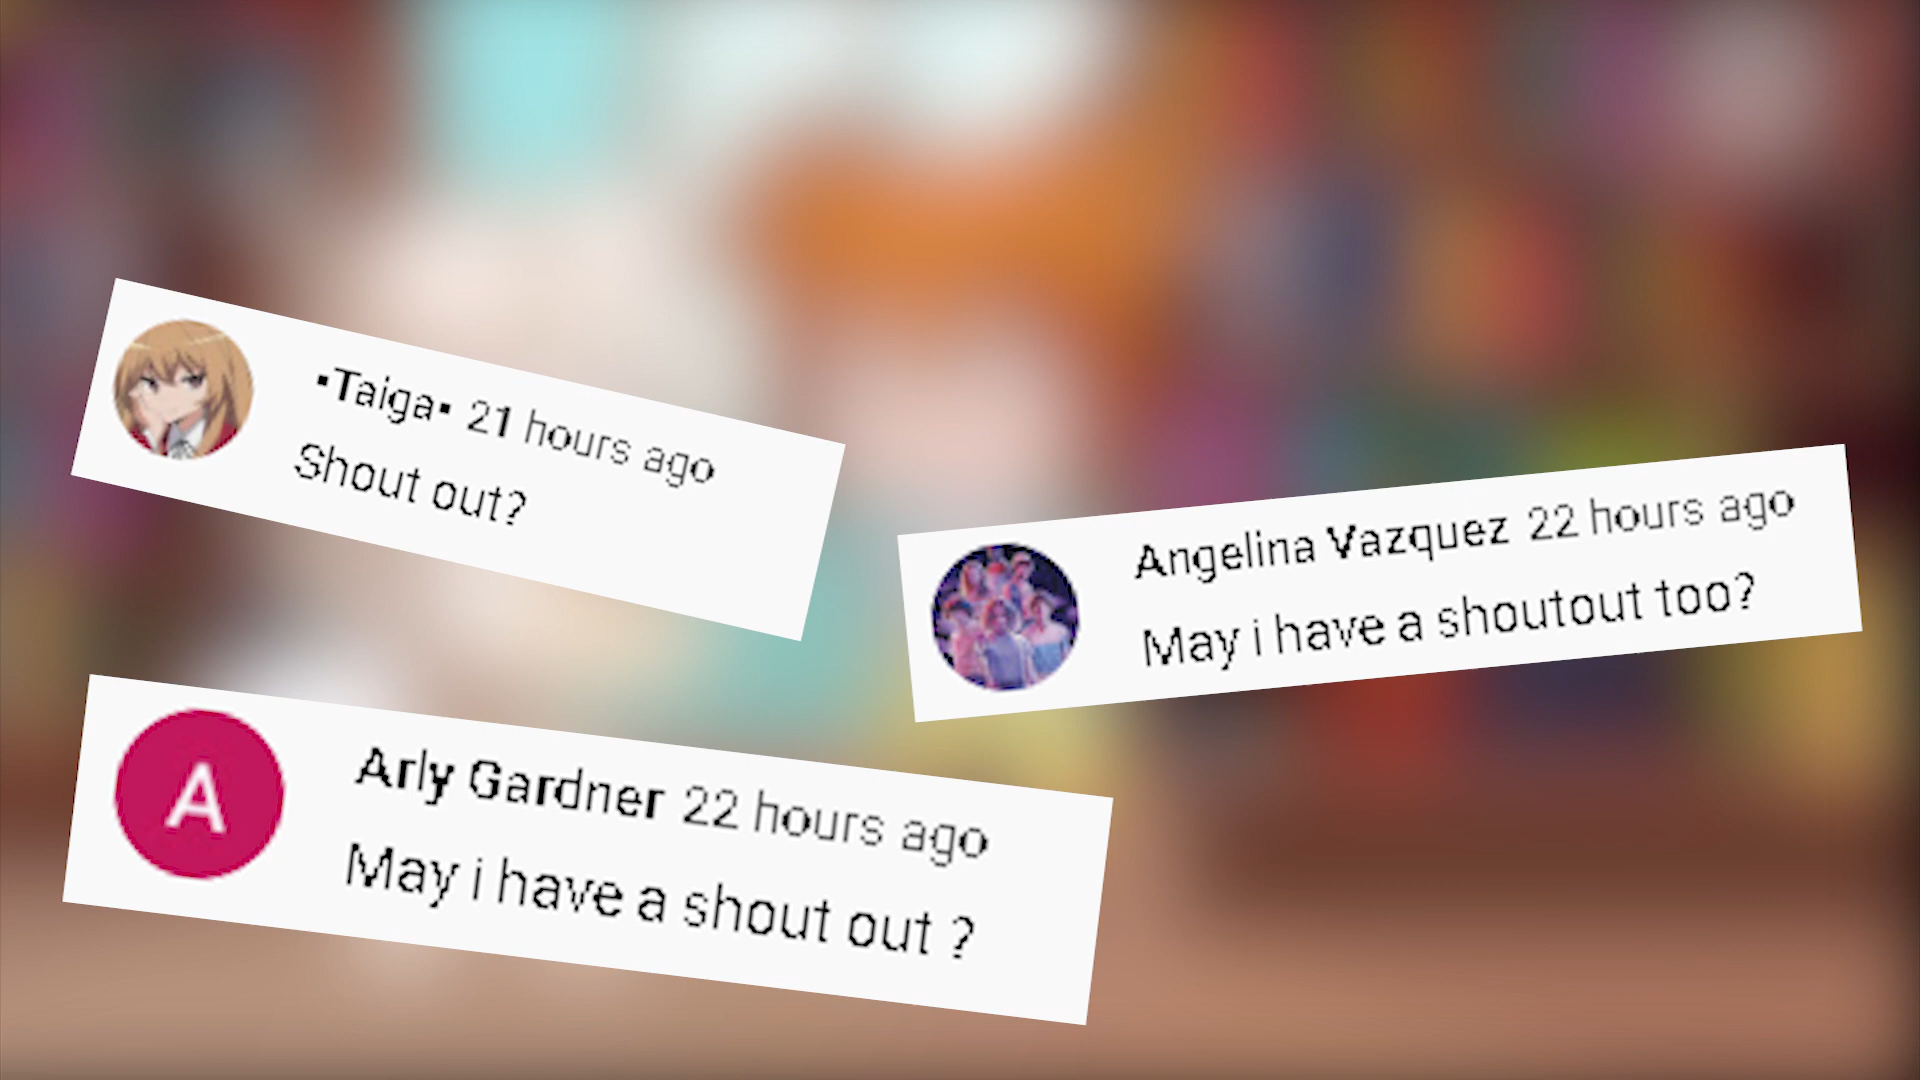 ▪Taiga▪ 21 hours ago
Shout out?
Angelina Vazquez 22 hours ago
May i have a shoutout too?
A
Arly Gardner 22 hours ago
May i have a shout out ?